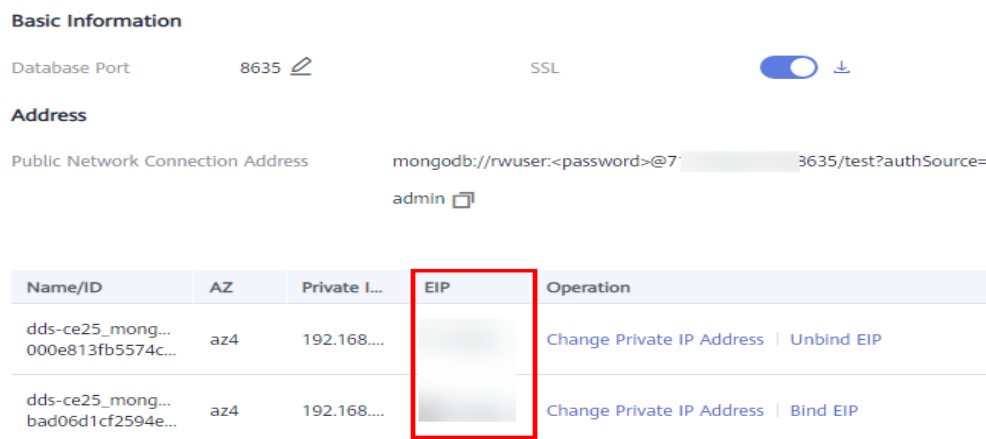 Basic Information
Database Port 8635 SSL
Address
Public Network Connection Address mongodb://rwuser:<password>@7 8635/test?authSource=
admin
Name/ID AZ Private I... EIP Operation
dds-ce25_mong... az4 192.168.... Change Private IP Address Unbind EIP
000e813fb5574c...
dds-ce25_mong... az4 192.168.... Change Private IP Address Bind EIP
bad06d1cf2594e...